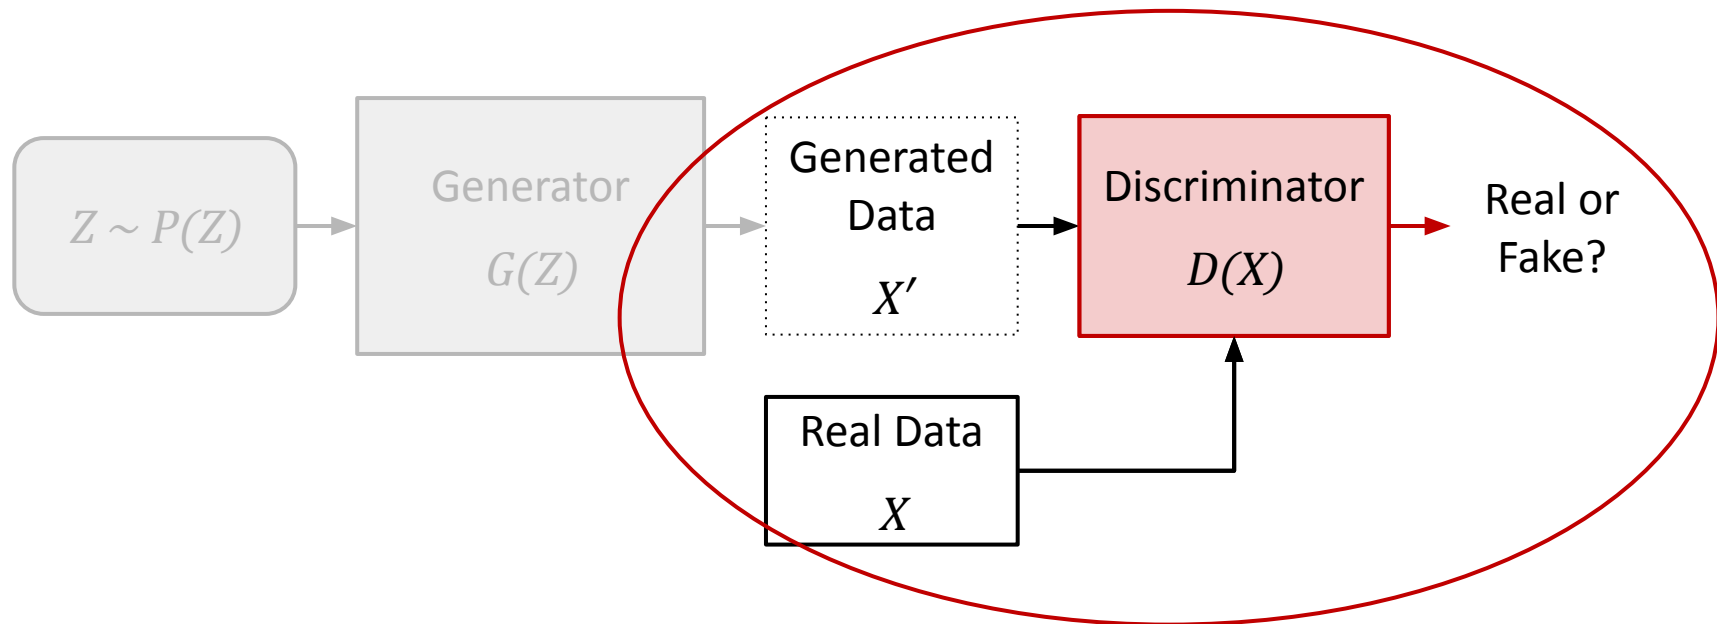 Z ~ P(Z)
Generator
G(Z)
Generated
Data
X′
Discriminator
D(X)
Real or
Fake?
Real Data
X